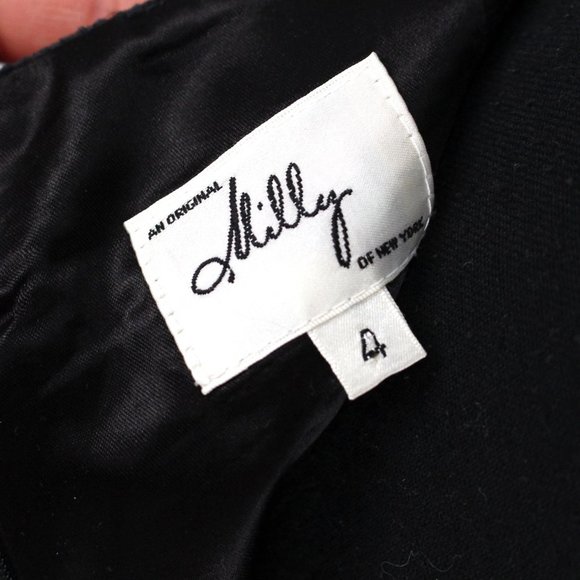 AN ORIGINAL
Milly
OF NEW YORK
4